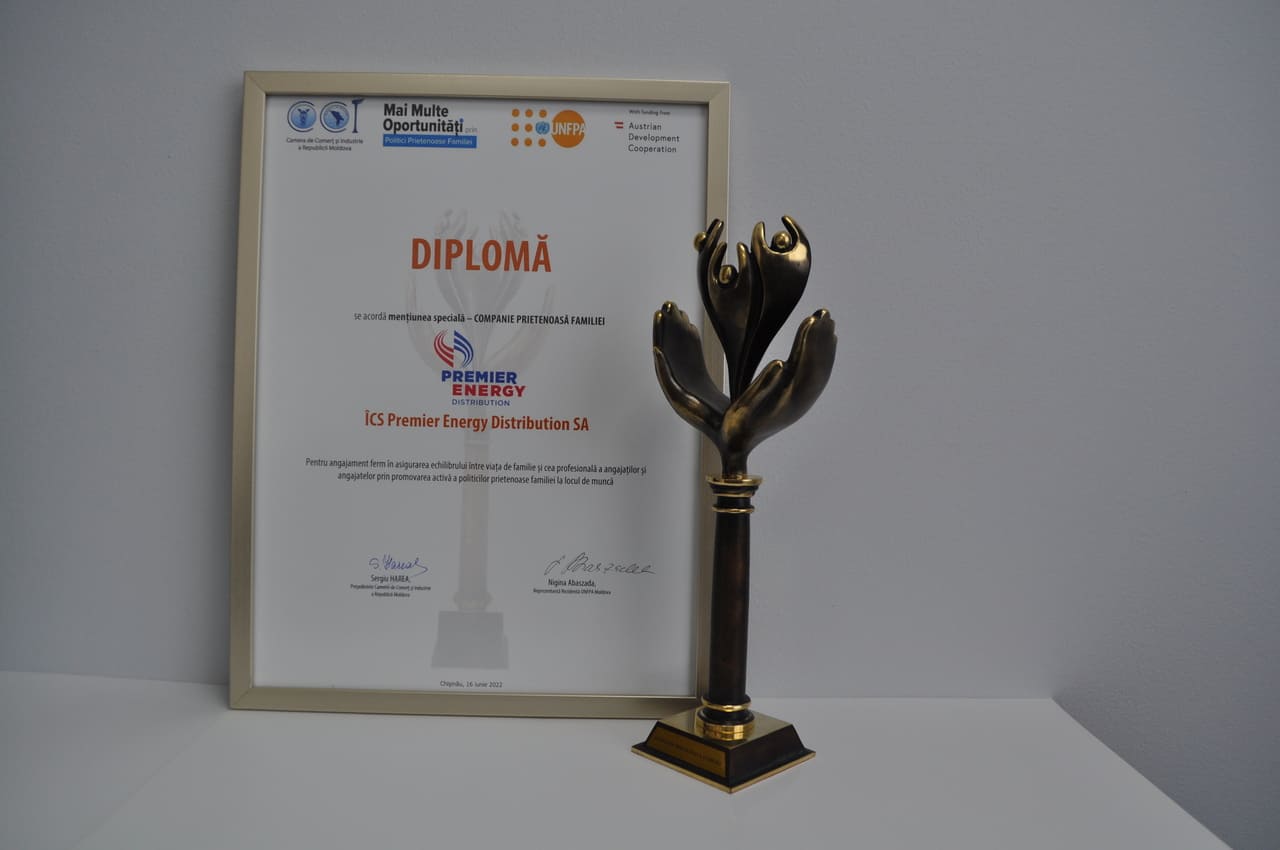 CCI
Camera de Comerț și Industrie
a Republicii Moldova
Mai Multe
Oportunități prin
Politici Prietenoase Familiei
UNFPA
With funding from
Austrian
Development
Cooperation
DIPLOMĂ
se acordă mențiunea specială – COMPANIE PRIETENOASĂ FAMILIEI
PREMIER
ENERGY
DISTRIBUTION
ÎCS Premier Energy Distribution SA
Pentru angajament ferm în asigurarea echilibrului între viața de familie și cea profesională a angajaților și
angajatelor prin promovarea activă a politicilor prietenoase familiei la locul de muncă
Sergiu HAREA,
Președintele Camerei de Comerț și Industrie
a Republicii Moldova
Nigina Abaszada,
Reprezentantă Rezidentă UNFPA Moldova
Chișinău, 16 iunie 2022